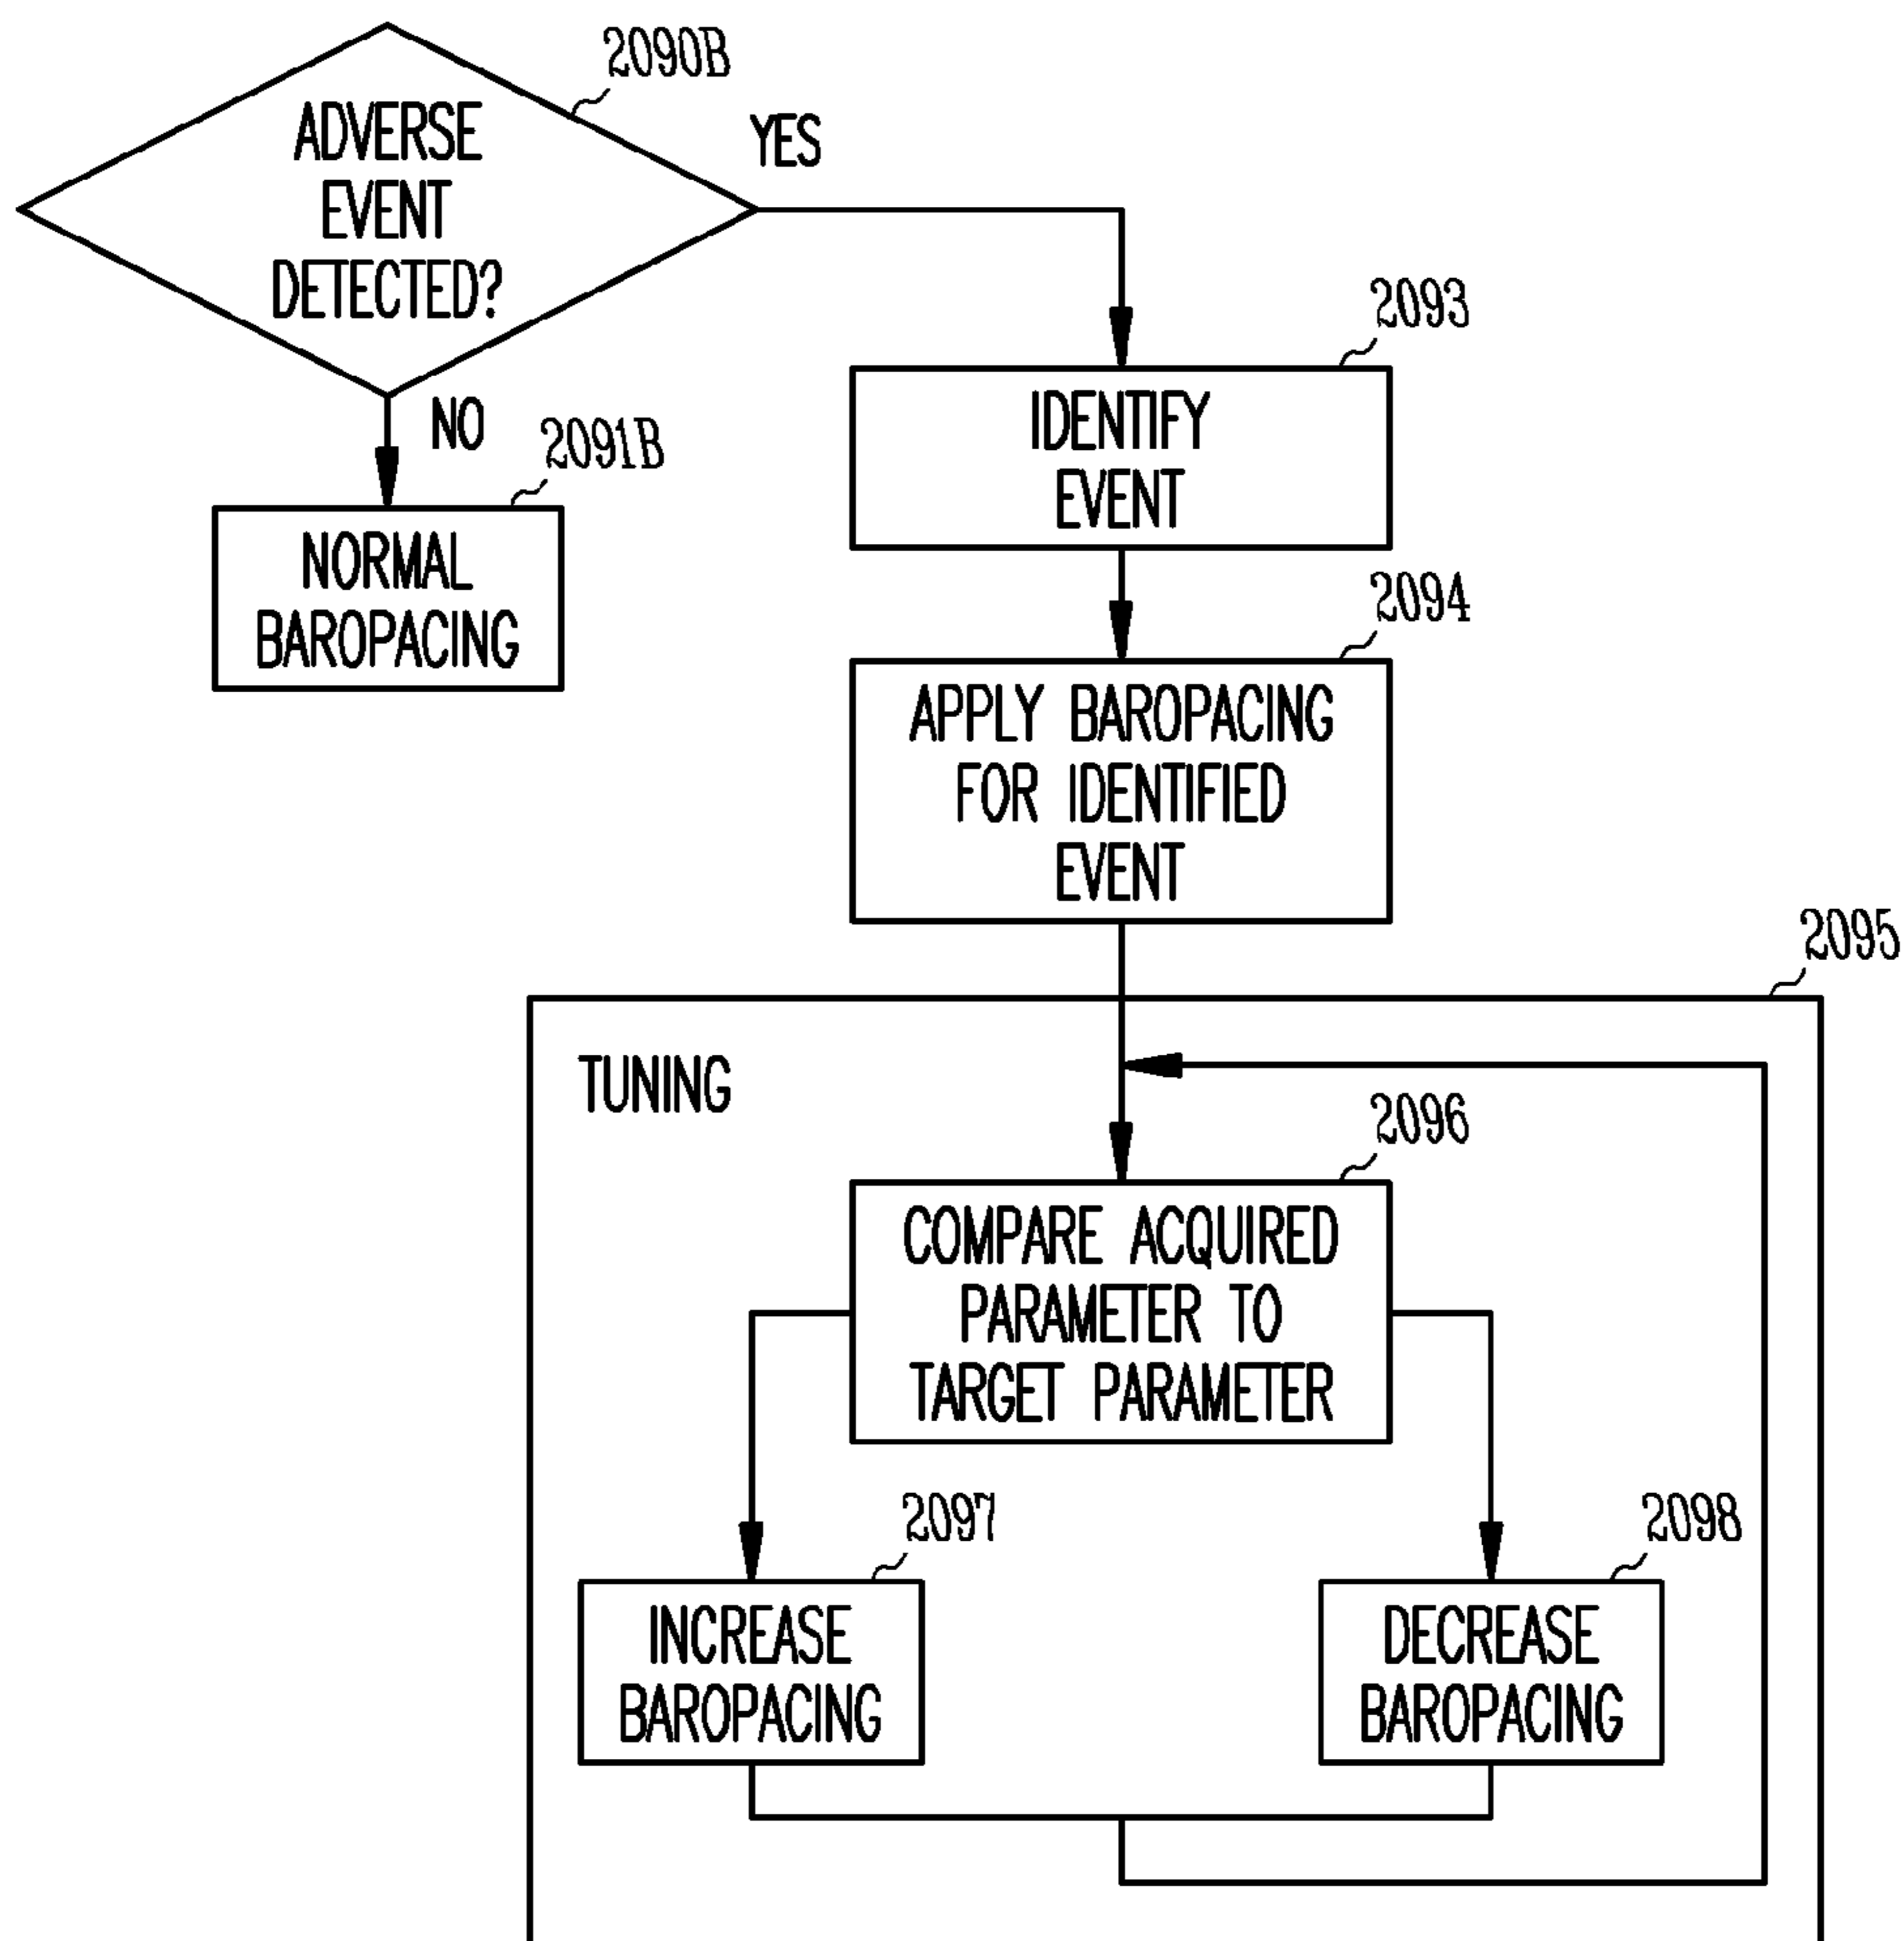 2090B
ADVERSE
EVENT
DETECTED?
YES
NO
2091B
NORMAL
BAROPACING
2093
IDENTIFY
EVENT
2094
APPLY BAROPACING
FOR IDENTIFIED
EVENT
2095
TUNING
2096
COMPARE ACQUIRED
PARAMETER TO
TARGET PARAMETER
2097
INCREASE
BAROPACING
2098
DECREASE
BAROPACING